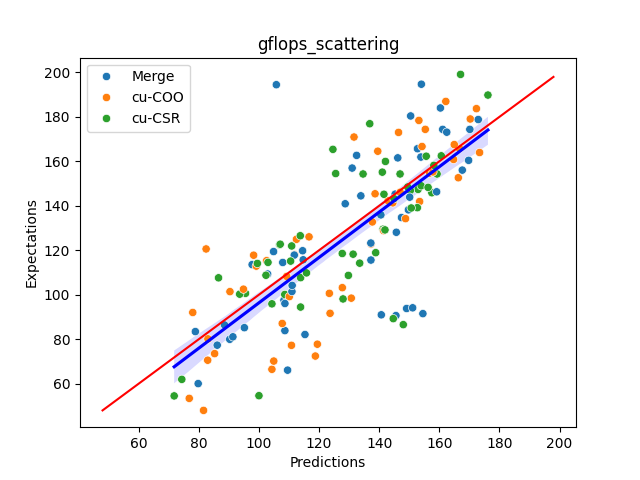 gflops_scattering
200
180
160
140
120
100
80
60
Expectations
Merge
cu-COO
cu-CSR
60 80 100 120 140 160 180 200
Predictions